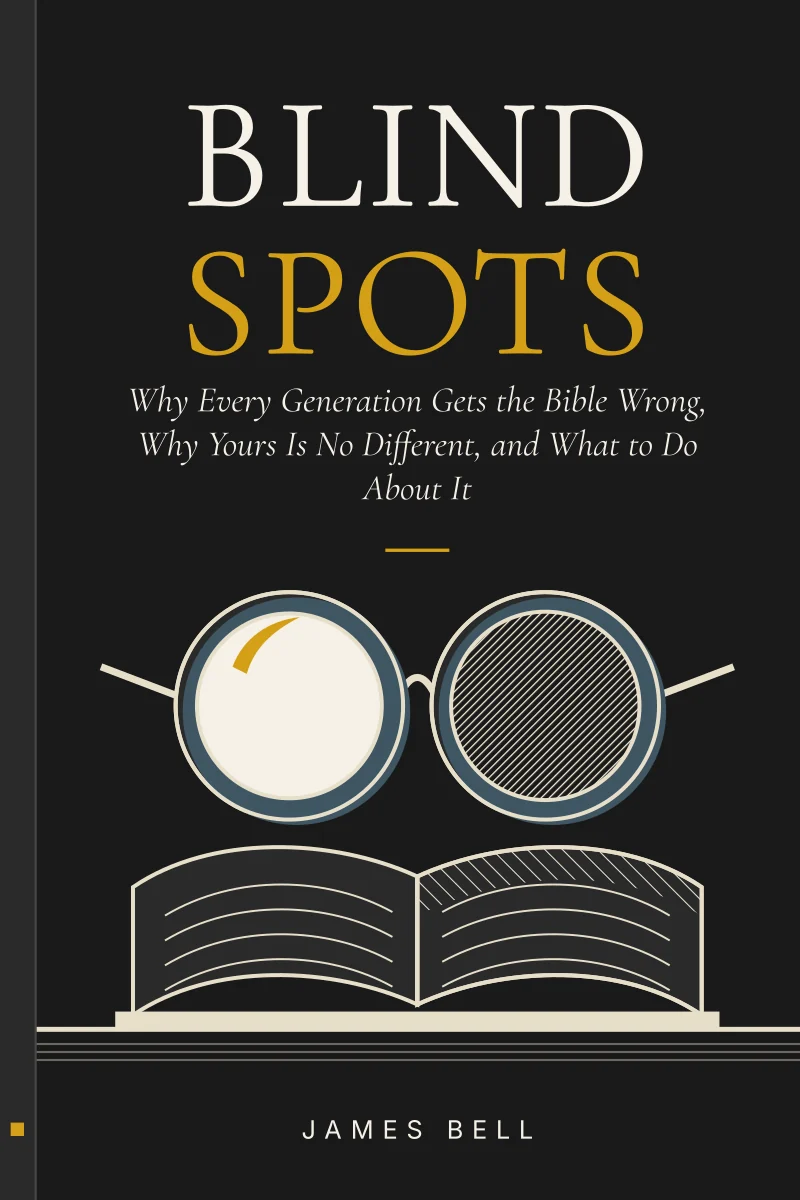 BLIND
SPOTS
Why Every Generation Gets the Bible Wrong,
Why Yours Is No Different, and What to Do
About It
JAMES BELL